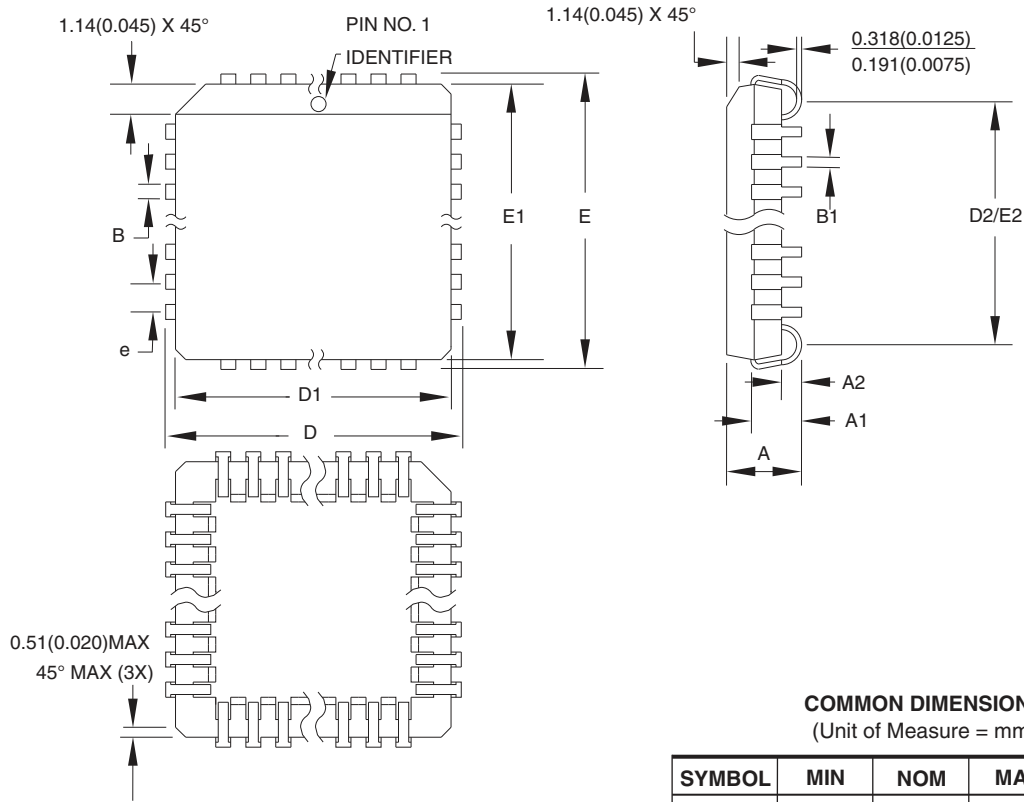 1.14(0.045) X 45°
PIN NO. 1
IDENTIFIER
1.14(0.045) X 45°
0.318(0.0125)
0.191(0.0075)
B
e
E1
E
B1
D2/E2
D1
D
A2
A1
A
0.51(0.020)MAX
45° MAX (3X)
COMMON DIMENSION
(Unit of Measure = mm
SYMBOL MIN NOM MA